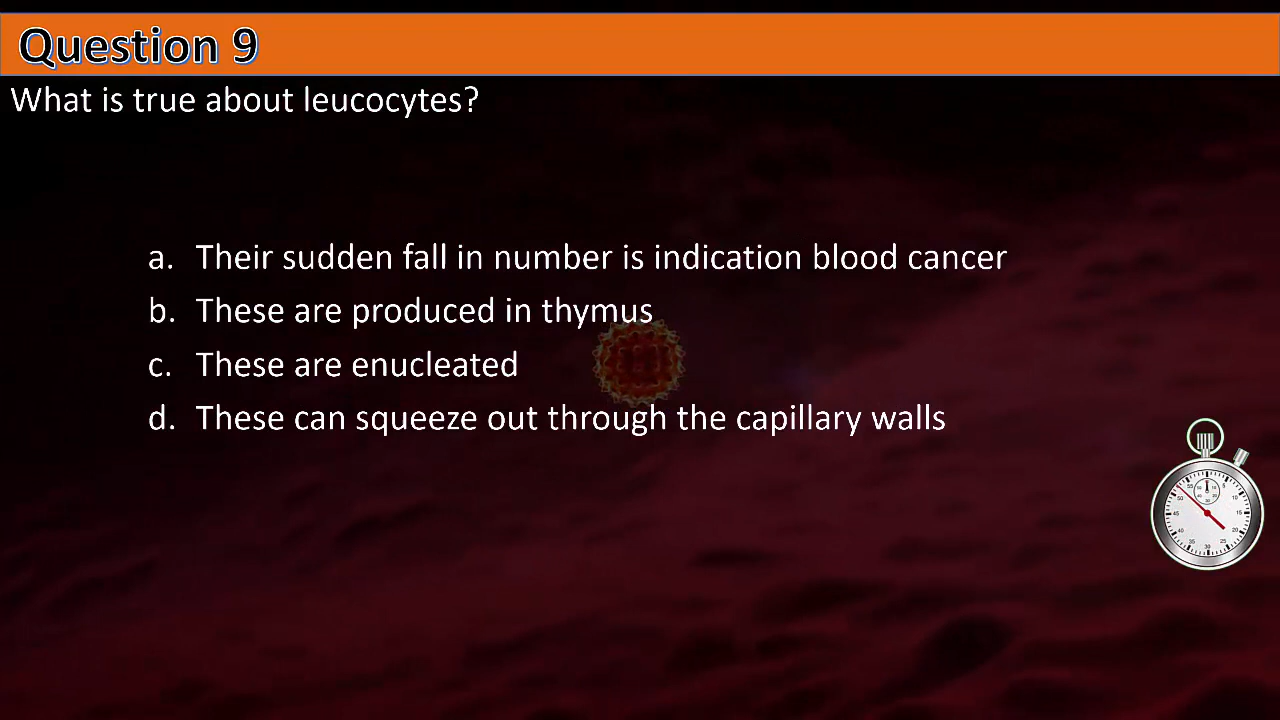 Question 9
What is true about leucocytes?
a. Their sudden fall in number is indication blood cancer
b. These are produced in thymus
c. These are enucleated
d. These can squeeze out through the capillary walls